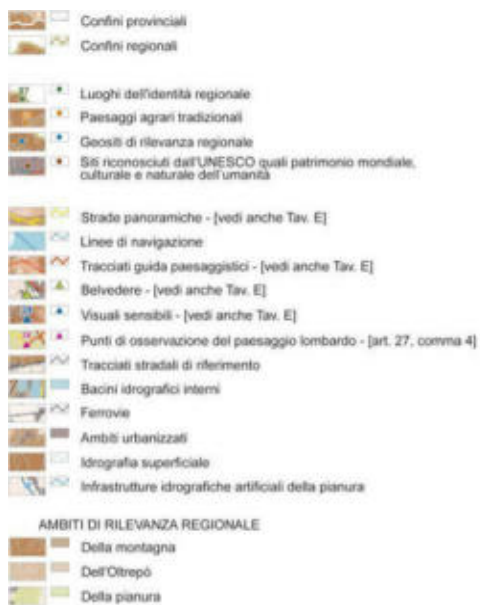 Confini provinciali
Confini regionali
Luoghi dell'identità regionale
Paesaggi agrari tradizionali
Geositi di rilevanza regionale
Siti riconosciuti dall'UNESCO quali patrimonio mondiale,
culturale e naturale dell'umanità
Strade panoramiche - [vedi anche Tav. E]
Linee di navigazione
Tracciati guida paesaggistici - [vedi anche Tav. E]
Belvedere - [vedi anche Tav. E]
Visuali sensibili - [vedi anche Tav. E]
Punti di osservazione del paesaggio lombardo - [art. 27, comma 4]
Tracciati stradali di riferimento
Bacini idrografici interni
Ferrovie
Ambiti urbanizzati
Idrografia superficiale
Infrastrutture idrografiche artificiali della pianura
AMBITI DI RILEVANZA REGIONALE
Della montagna
Dell'Oltrepò
Della pianura